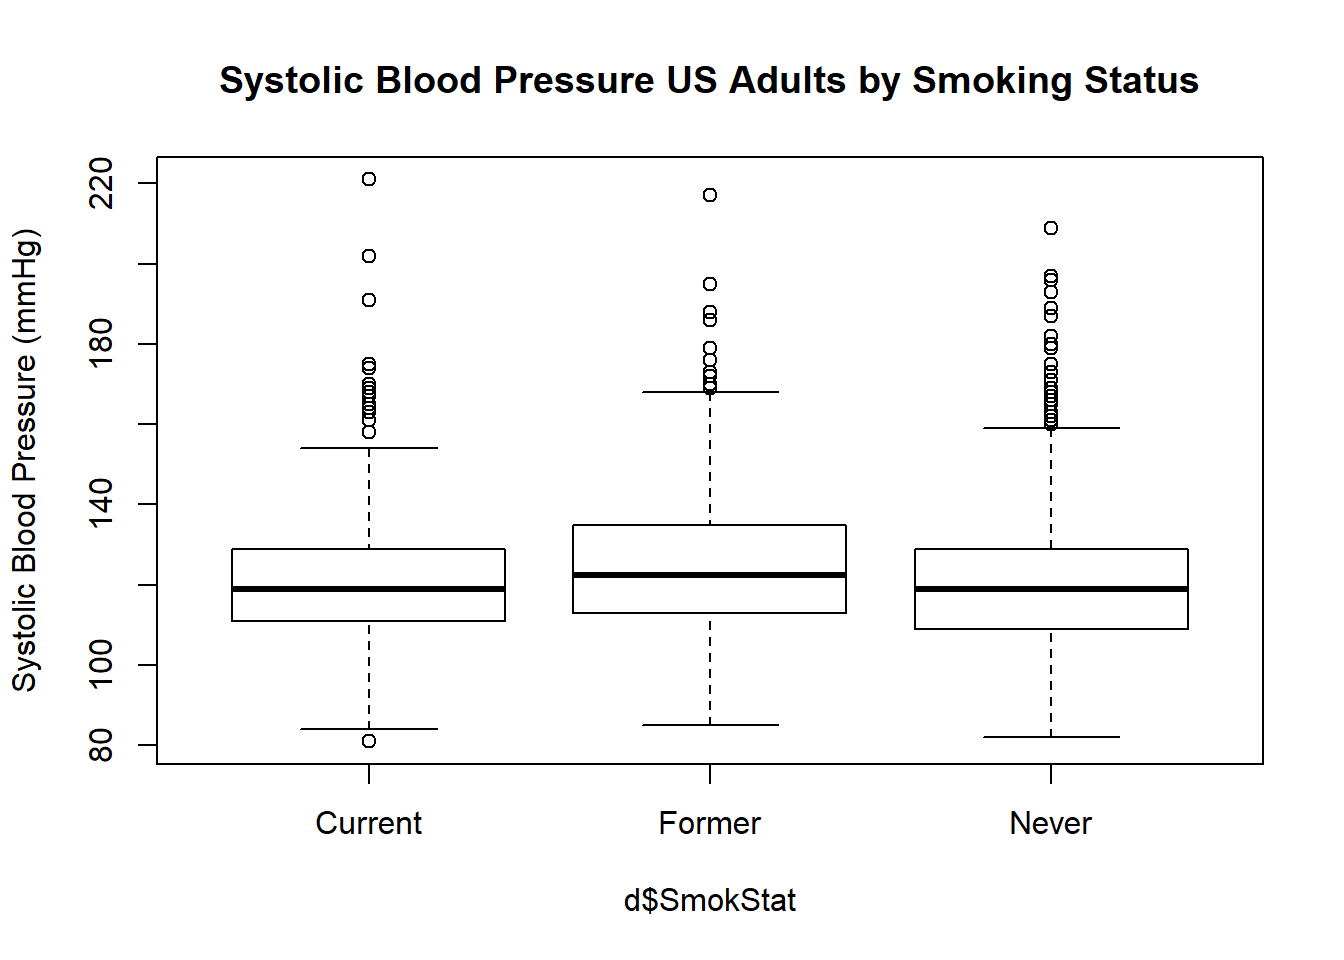 Systolic Blood Pressure US Adults by Smoking Status
Systolic Blood Pressure (mmHg)
220
180
140
100
80
Current Former Never
d$SmokStat